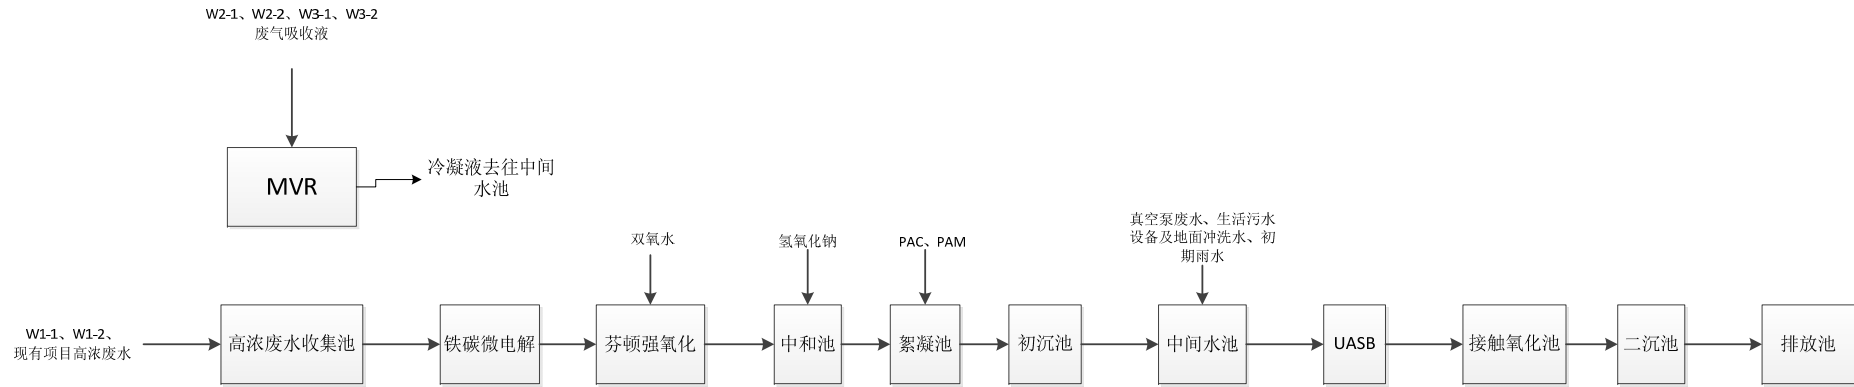 W2-1、W2-2、W3-1、W3-2
废气吸收液
MVR
冷凝液去往中间
水池
双氧水
氢氧化钠
PAC、PAM
真空泵废水、生活污水
设备及地面冲洗水、初
期雨水
W1-1、W1-2、
现有项目高浓废水
高浓废水收集池
铁碳微电解
芬顿强氧化
中和池
絮凝池
初沉池
中间水池
UASB
接触氧化池
二沉池
排放池